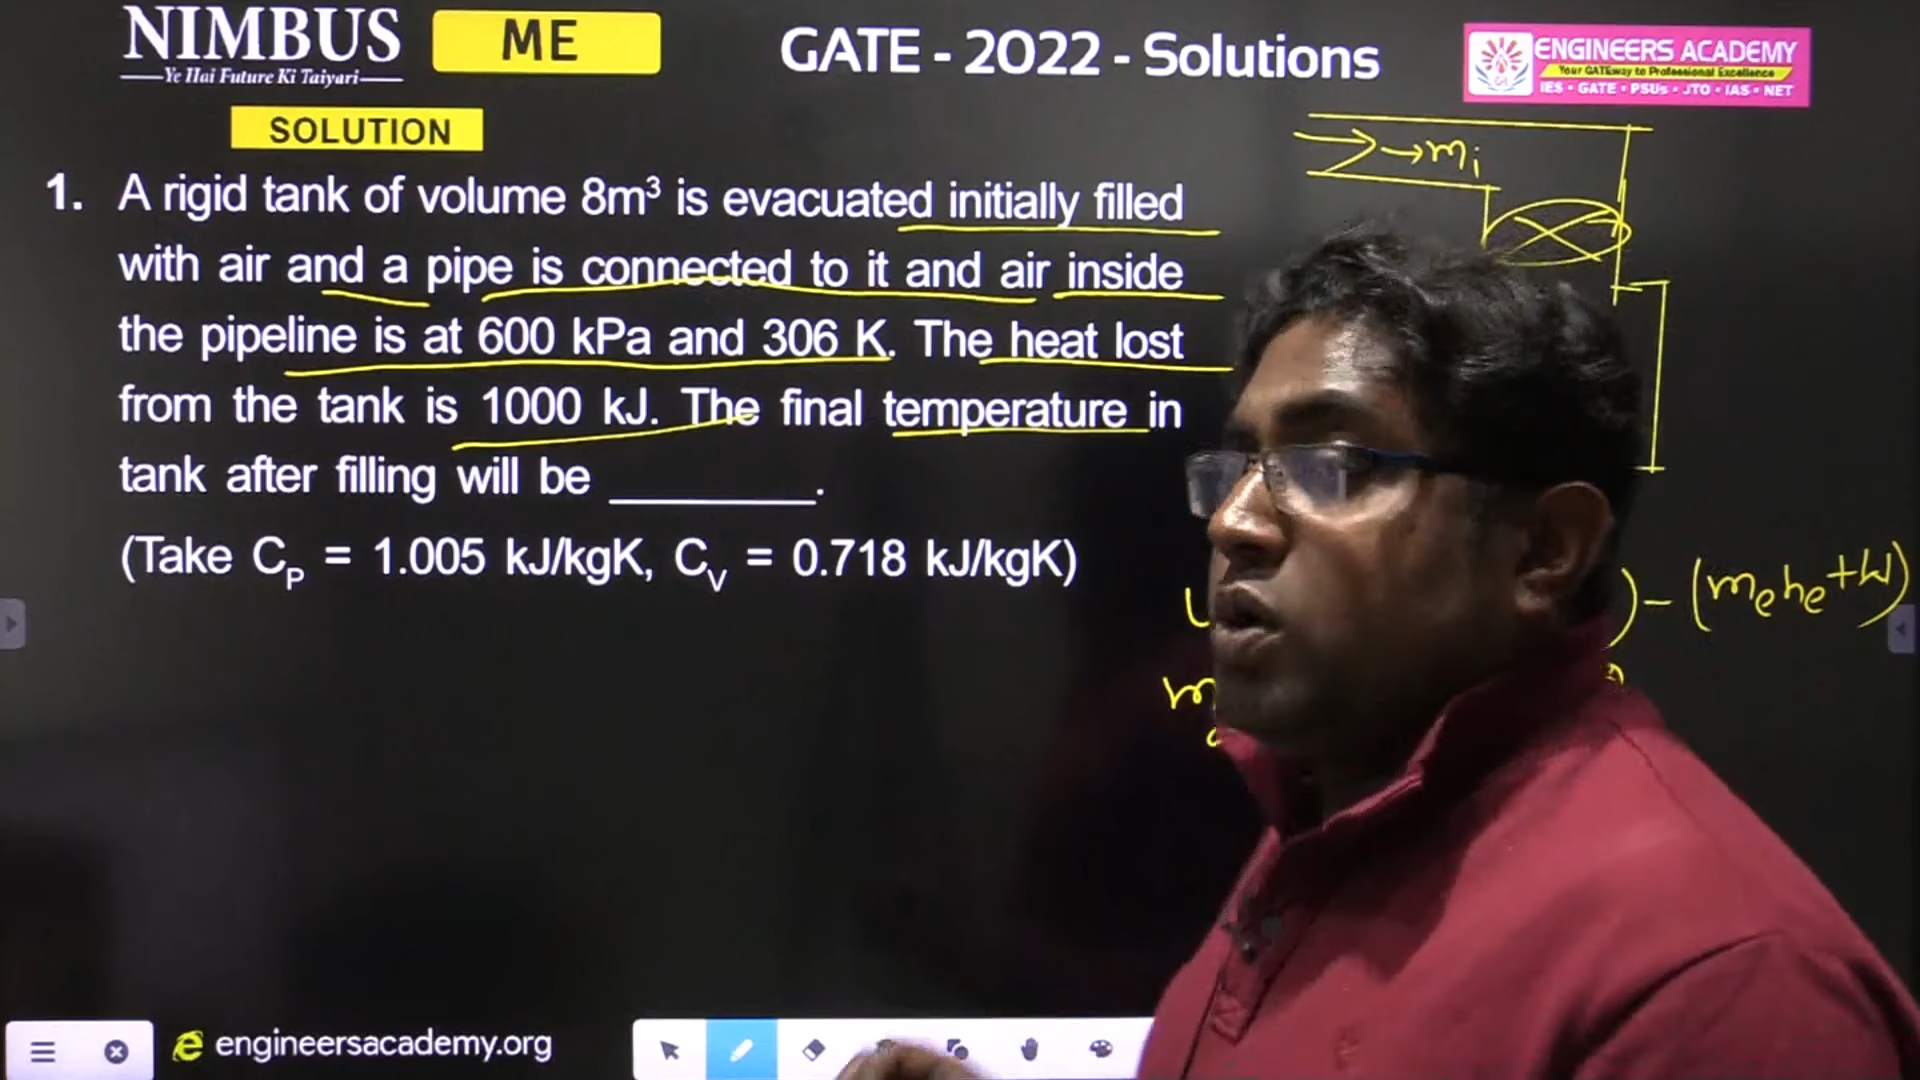 NIMBUS
Ye Hai Future Ki Taiyari
ME
GATE - 2022 - Solutions
ENGINEERS ACADEMY
Your GATEway to Professional Excellence
IES • GATE • PSUs • JTO • IAS • NET
SOLUTION
→mi
1. A rigid tank of volume 8m³ is evacuated initially filled
with air and a pipe is connected to it and air inside
the pipeline is at 600 kPa and 306 K. The heat lost
from the tank is 1000 kJ. The final temperature in
tank after filling will be ________.
(Take CP = 1.005 kJ/kgK, CV = 0.718 kJ/kgK)
) - (mehe+W)
engineersacademy.org